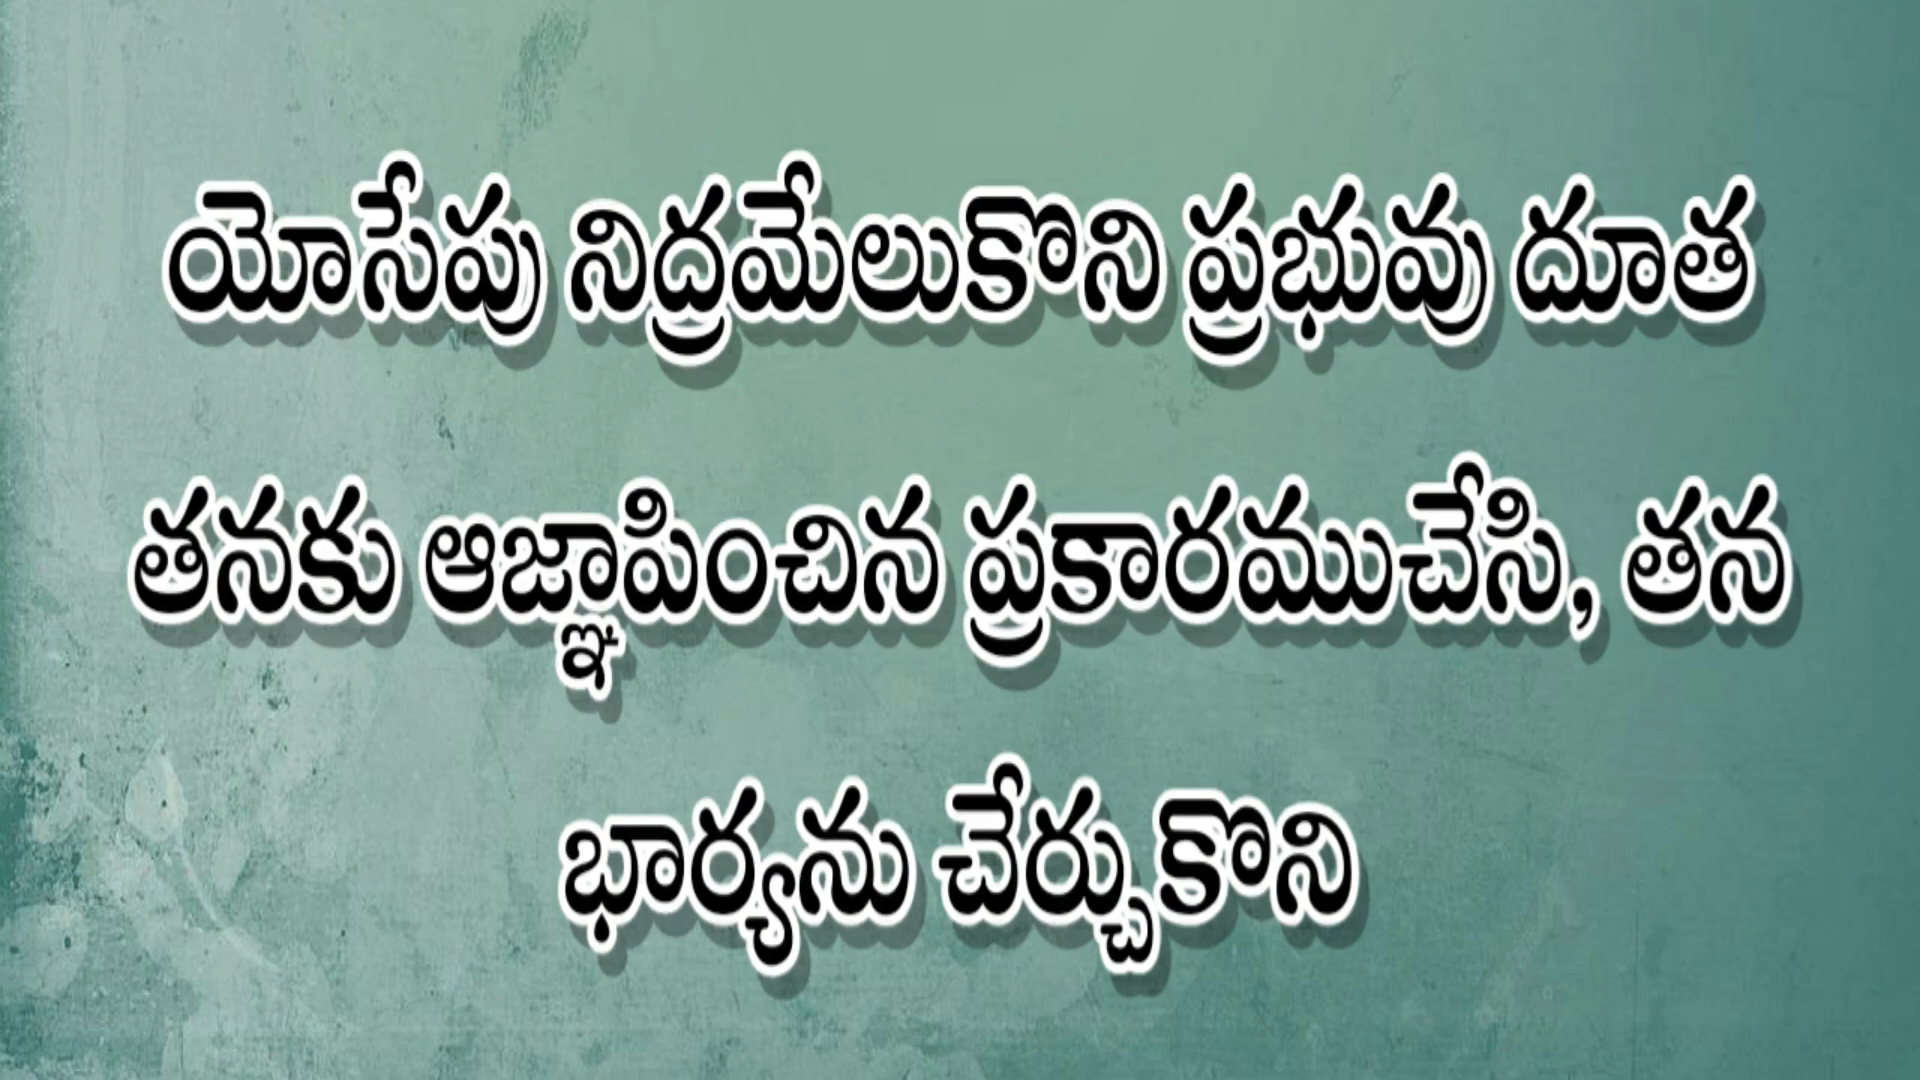 యోసేపు నిద్రమేలుకొని ప్రభువు దూత
తనకు ఆజ్ఞాపించిన ప్రకారముచేసి, తన
భార్యను చేర్చుకొని